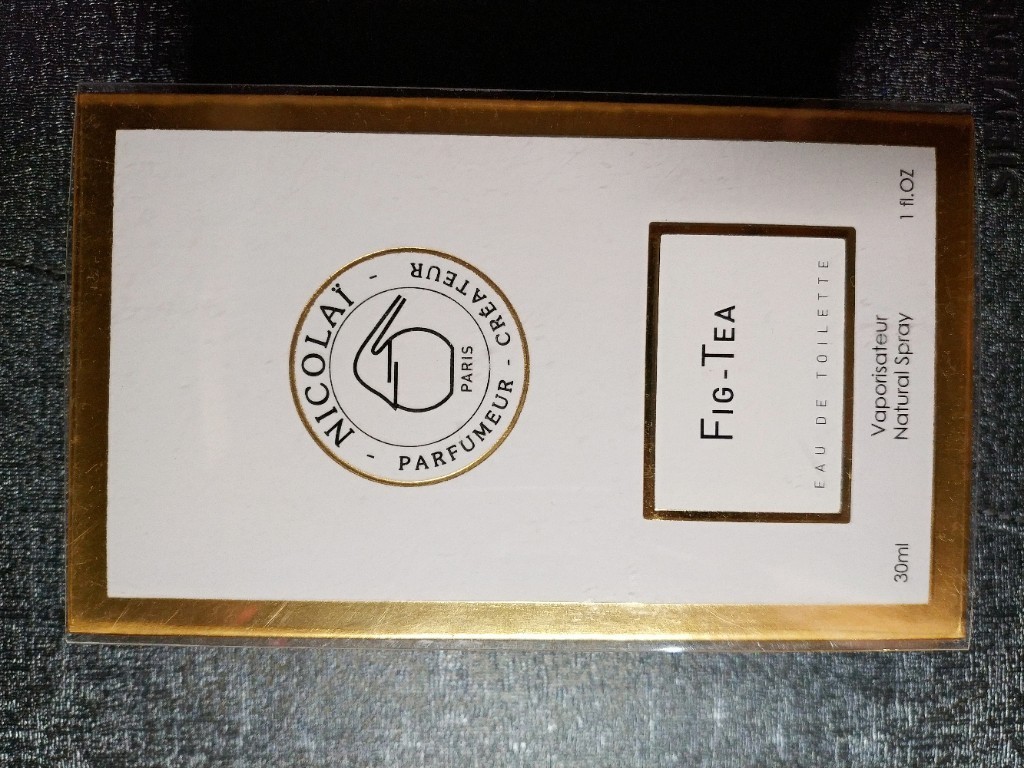 NICOLAÏ
- PARFUMEUR - CRÉATEUR -
PARIS
FIG-TEA
EAU DE TOILETTE
Vaporisateur
Natural Spray
30ml
1 fl.OZ